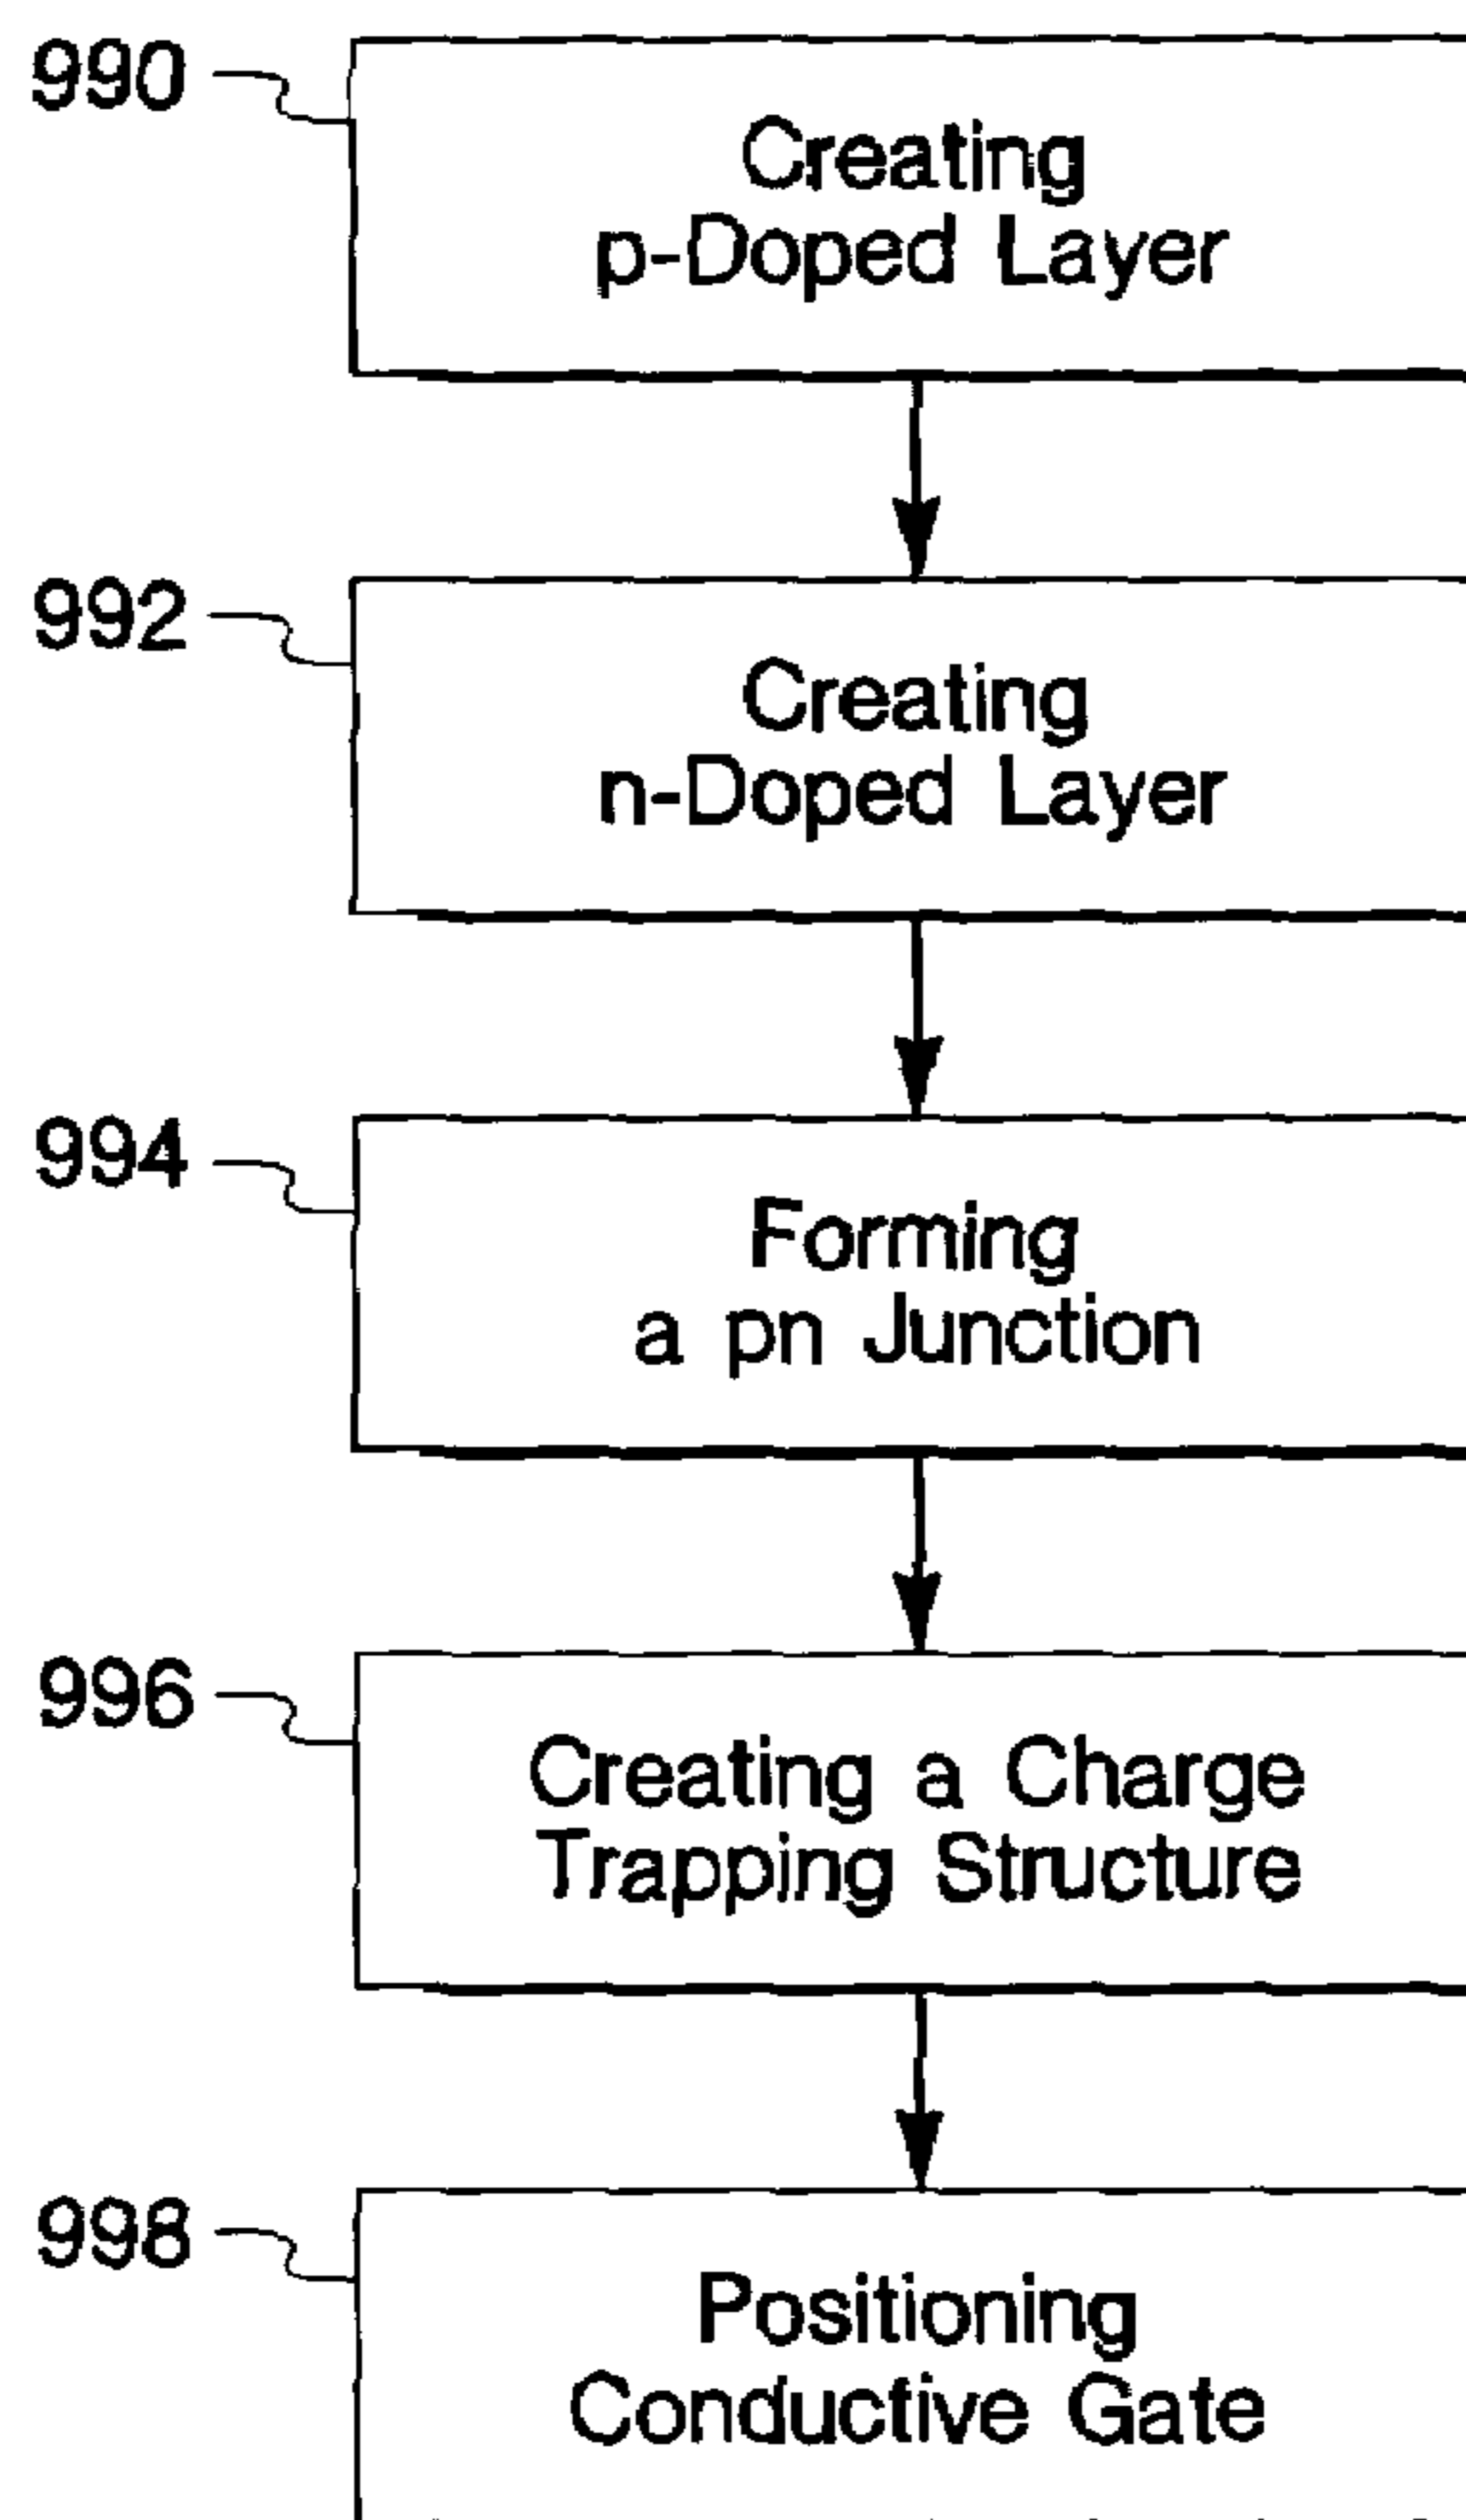 990
Creating
p-Doped Layer
992
Creating
n-Doped Layer
994
Forming
a pn Junction
996
Creating a Charge
Trapping Structure
998
Positioning
Conductive Gate